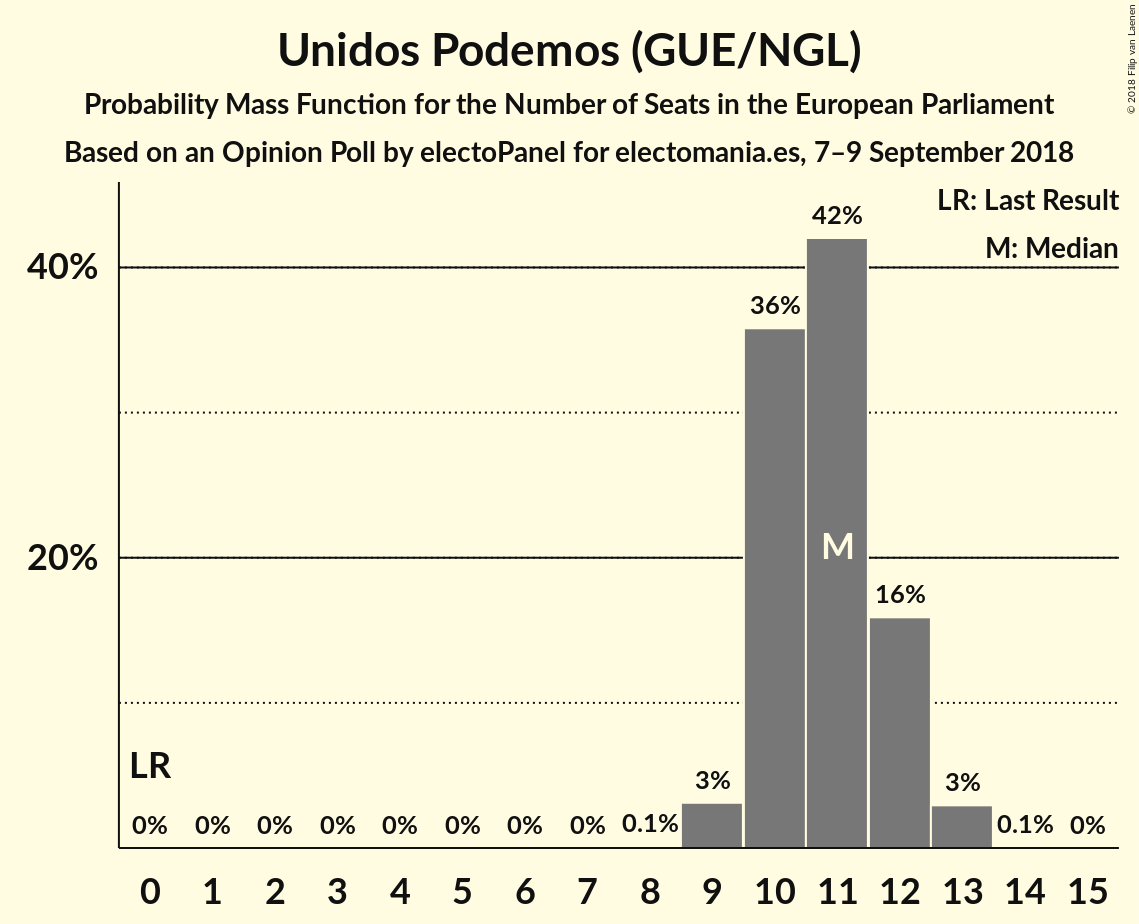 Unidos Podemos (GUE/NGL)
Probability Mass Function for the Number of Seats in the European Parliament
Based on an Opinion Poll by electoPanel for electomania.es, 7–9 September 2018
© 2018 Filip van Laenen
LR: Last Result
M: Median
40%
20%
42%
36%
M
16%
LR
0% 0% 0% 0% 0% 0% 0% 0% 0.1% 3% 3% 0.1% 0%
0 1 2 3 4 5 6 7 8 9 10 11 12 13 14 15